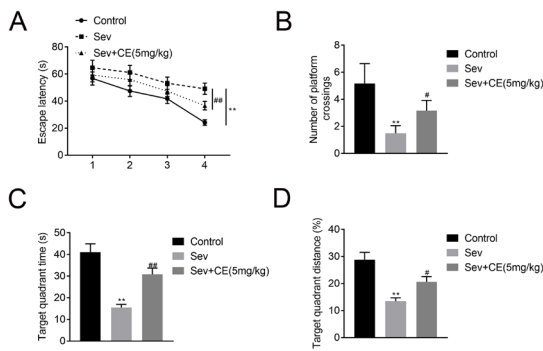 A
Control
Sev
Sev+CE(5mg/kg)
Escape latency (s)
80
60
40
20
0
1 2 3 4
##
**
B
Number of platform
crossings
8
6
4
2
0
**
#
Control
Sev
Sev+CE(5mg/kg)
C
Target quadrant time (s)
50
40
30
20
10
0
**
##
Control
Sev
Sev+CE(5mg/kg)
D
Target quadrant distance (%)
40
30
20
10
0
**
#
Control
Sev
Sev+CE(5mg/kg)